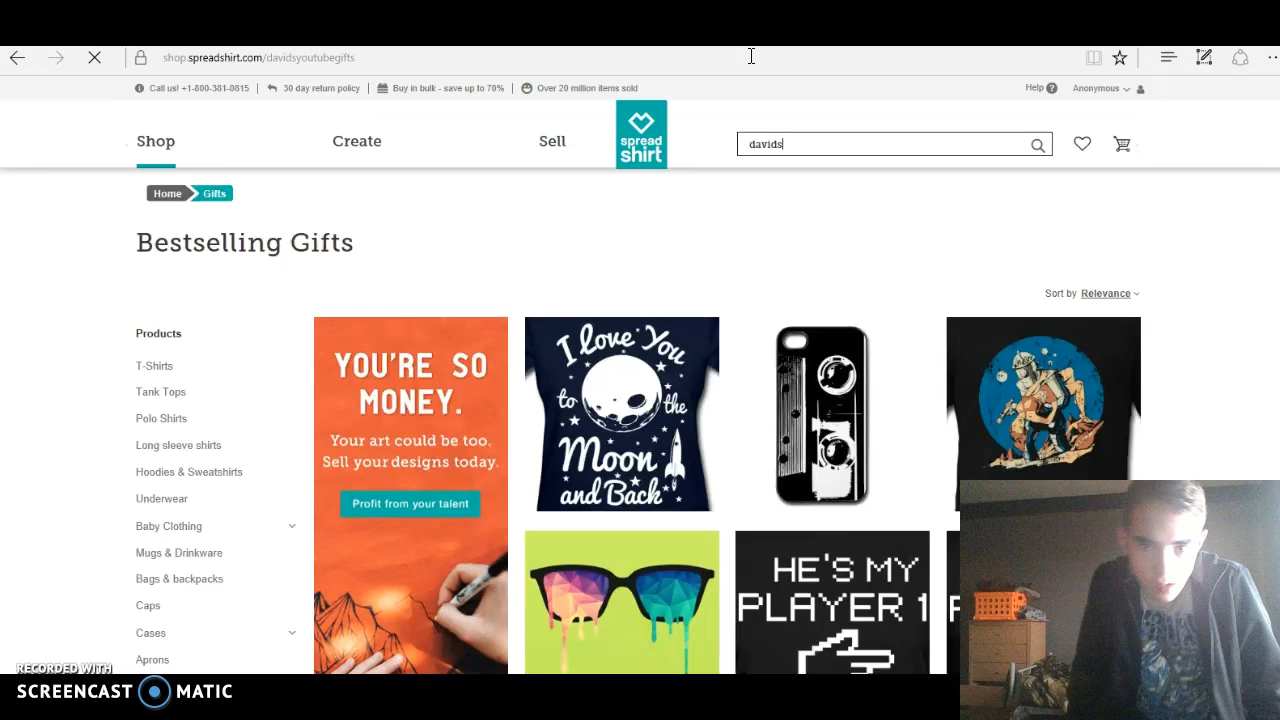 shop.spreadshirt.com/davidsyoutubegifts
Call us! +1-800-381-0815
30 day return policy
Buy in bulk - save up to 70%
Over 20 million items sold
Help
Anonymous
Shop
Create
Sell
spread
shirt
davids
Home
Gifts
Bestselling Gifts
Sort by Relevance
Products
T-Shirts
Tank Tops
Polo Shirts
Long sleeve shirts
Hoodies & Sweatshirts
Underwear
Baby Clothing
Mugs & Drinkware
Bags & backpacks
Caps
Cases
Aprons
YOU'RE SO
MONEY.
Your art could be too.
Sell your designs today.
Profit from your talent
I love You
to the
Moon
and Back
HE'S MY
PLAYER 1
RECORDED WITH
SCREENCAST MATIC